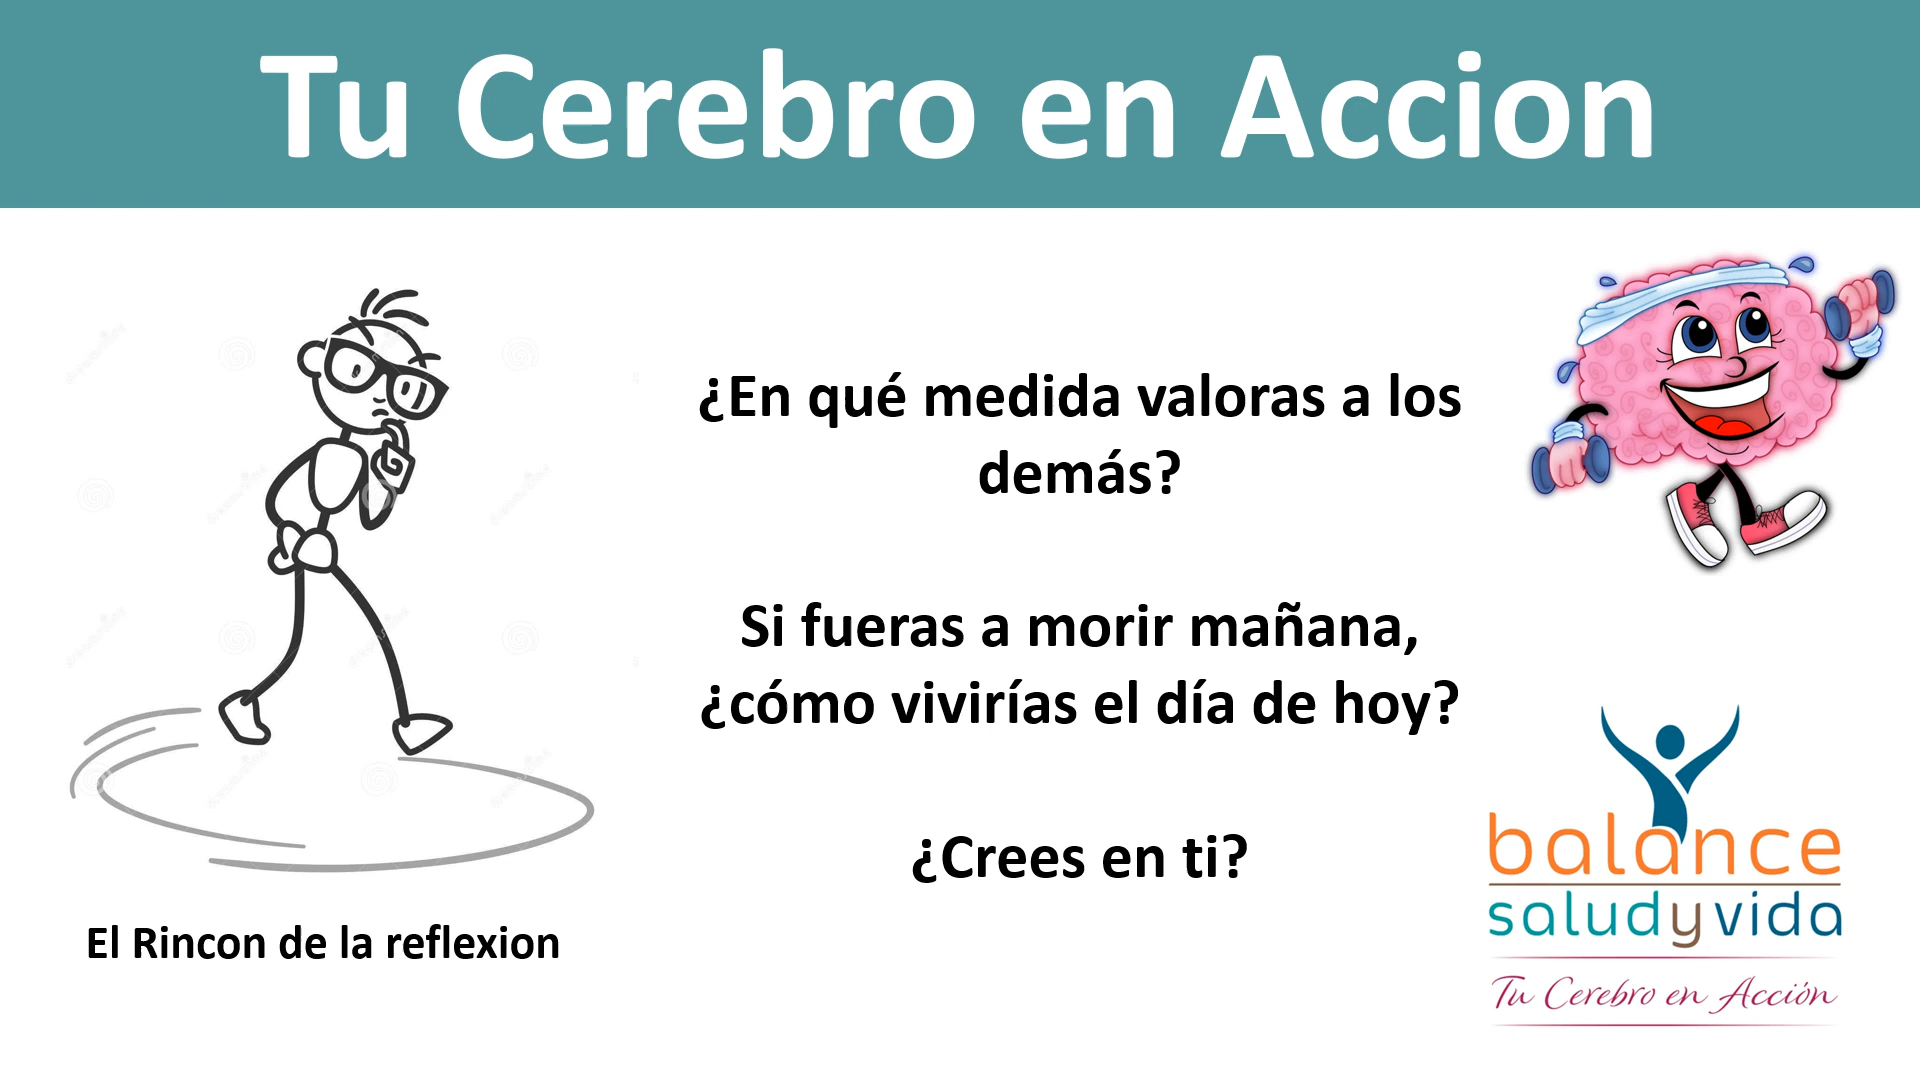 Tu Cerebro en Accion
¿En qué medida valoras a los
demás?
Si fueras a morir mañana,
¿cómo vivirías el día de hoy?
¿Crees en ti?
El Rincon de la reflexion
balance
saludyvida
Tu Cerebro en Acción